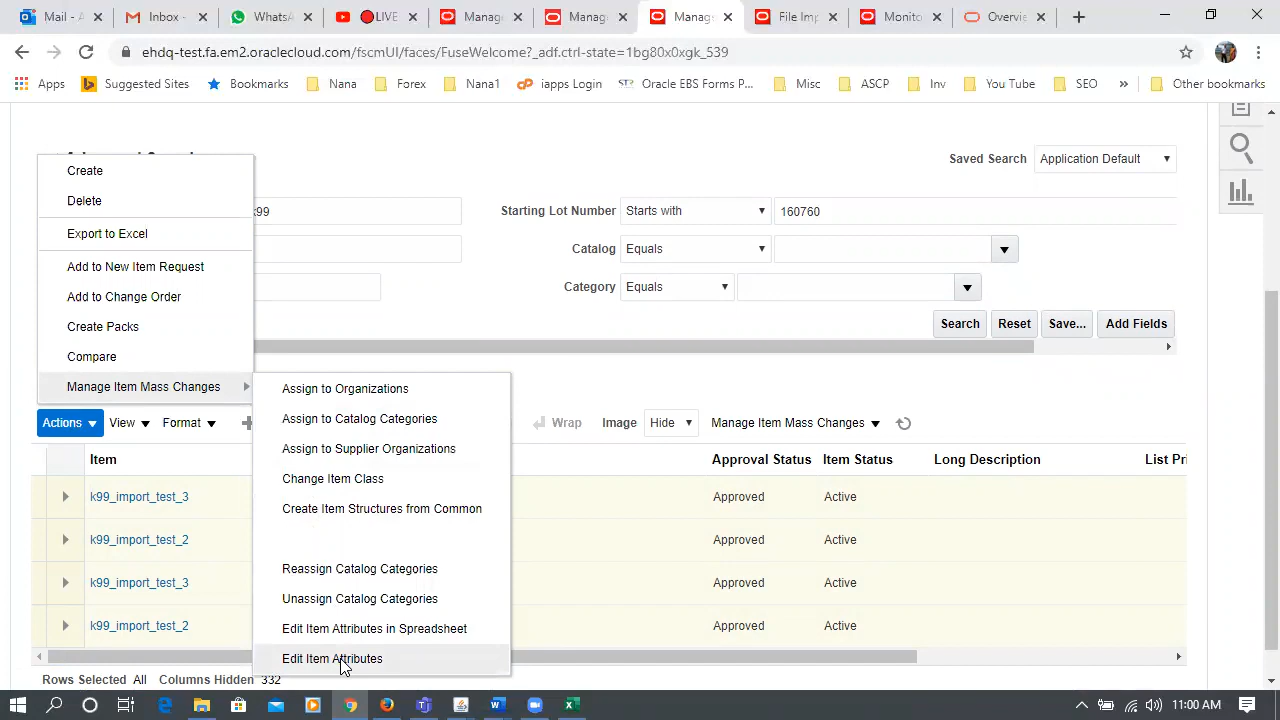 Mail - A
Inbox -
Whats
LIVE
Manage
Manage
Manage
File Imp
Monito
Overvie
ehdq-test.fa.em2.oraclecloud.com/fscmUI/faces/FuseWelcome?_adf.ctrl-state=1bg80x0xgk_539
Apps
Suggested Sites
Bookmarks
Nana
Forex
Nana1
iapps Login
Oracle EBS Forms P...
Misc
ASCP
Inv
You Tube
SEO
»
Other bookmarks
Saved Search
Application Default
Create
Delete
Export to Excel
Add to New Item Request
Add to Change Order
Create Packs
Compare
Manage Item Mass Changes
k99
Starting Lot Number
Starts with
160760
Catalog
Equals
Category
Equals
Search
Reset
Save...
Add Fields
Assign to Organizations
Assign to Catalog Categories
Assign to Supplier Organizations
Change Item Class
Create Item Structures from Common
Reassign Catalog Categories
Unassign Catalog Categories
Edit Item Attributes in Spreadsheet
Edit Item Attributes
Actions
View
Format
Wrap
Image
Hide
Manage Item Mass Changes
Item
Approval Status
Item Status
Long Description
List Pri
k99_import_test_3
Approved
Active
k99_import_test_2
Approved
Active
k99_import_test_3
Approved
Active
k99_import_test_2
Approved
Active
Rows Selected All
Columns Hidden 332
11:00 AM